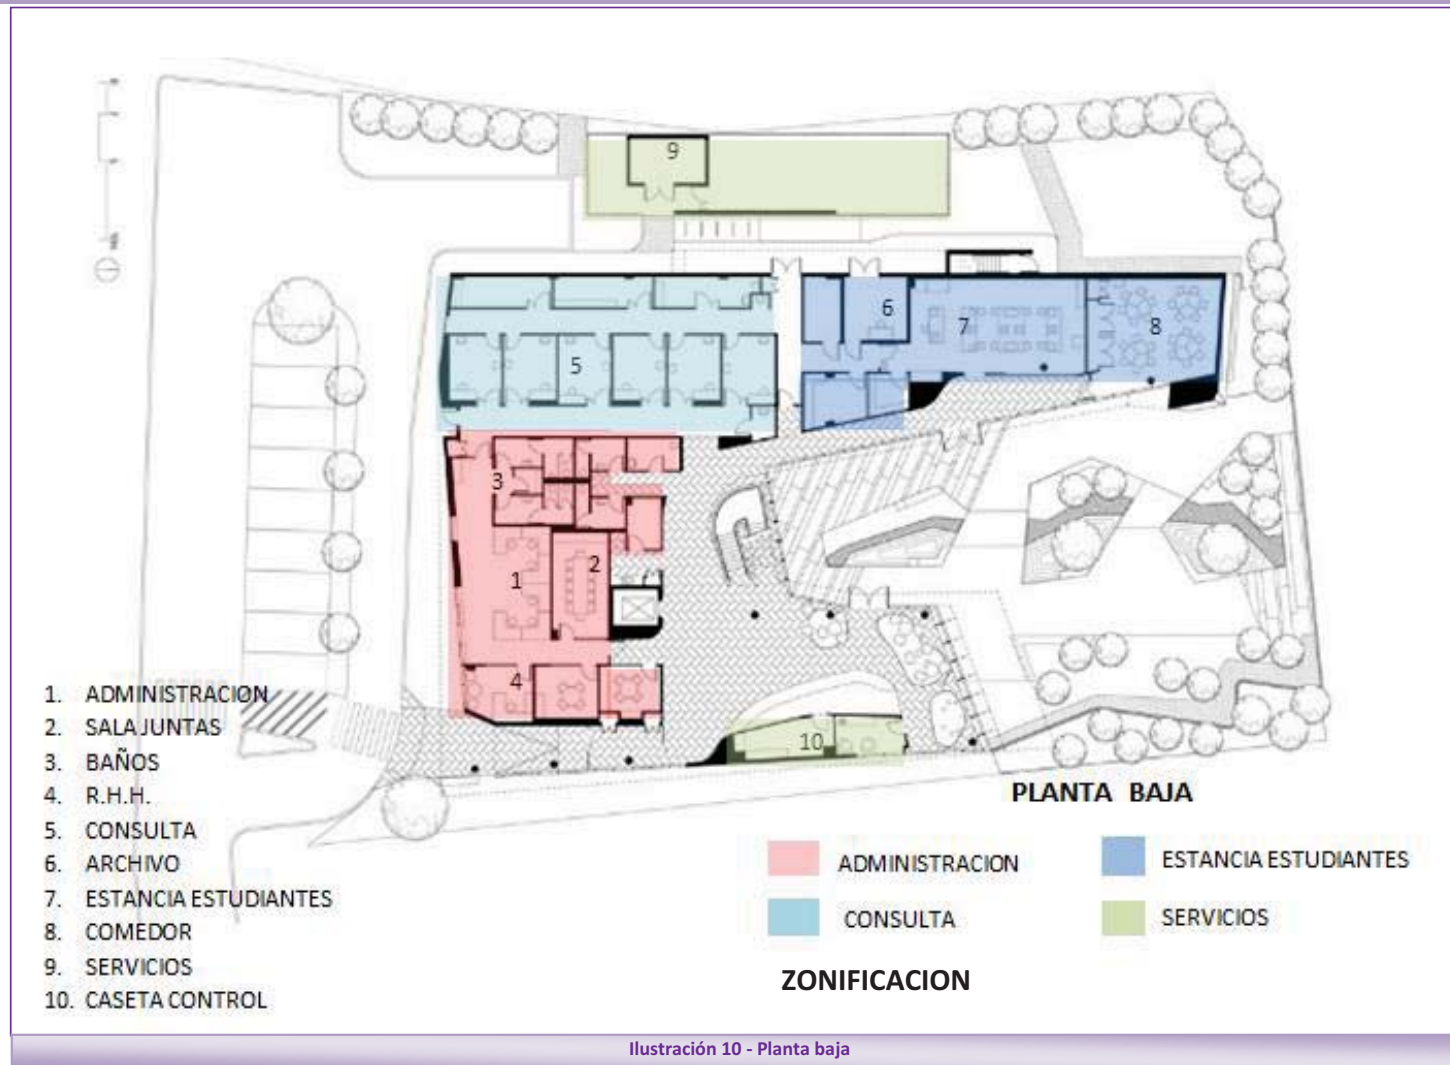 9
6
7
8
5
3
2
1
4
10
1. ADMINISTRACION
2. SALA JUNTAS
3. BAÑOS
4. R.H.H.
5. CONSULTA
6. ARCHIVO
7. ESTANCIA ESTUDIANTES
8. COMEDOR
9. SERVICIOS
10. CASETA CONTROL
PLANTA BAJA
ADMINISTRACION
ESTANCIA ESTUDIANTES
CONSULTA
SERVICIOS
ZONIFICACION
Ilustración 10 - Planta baja